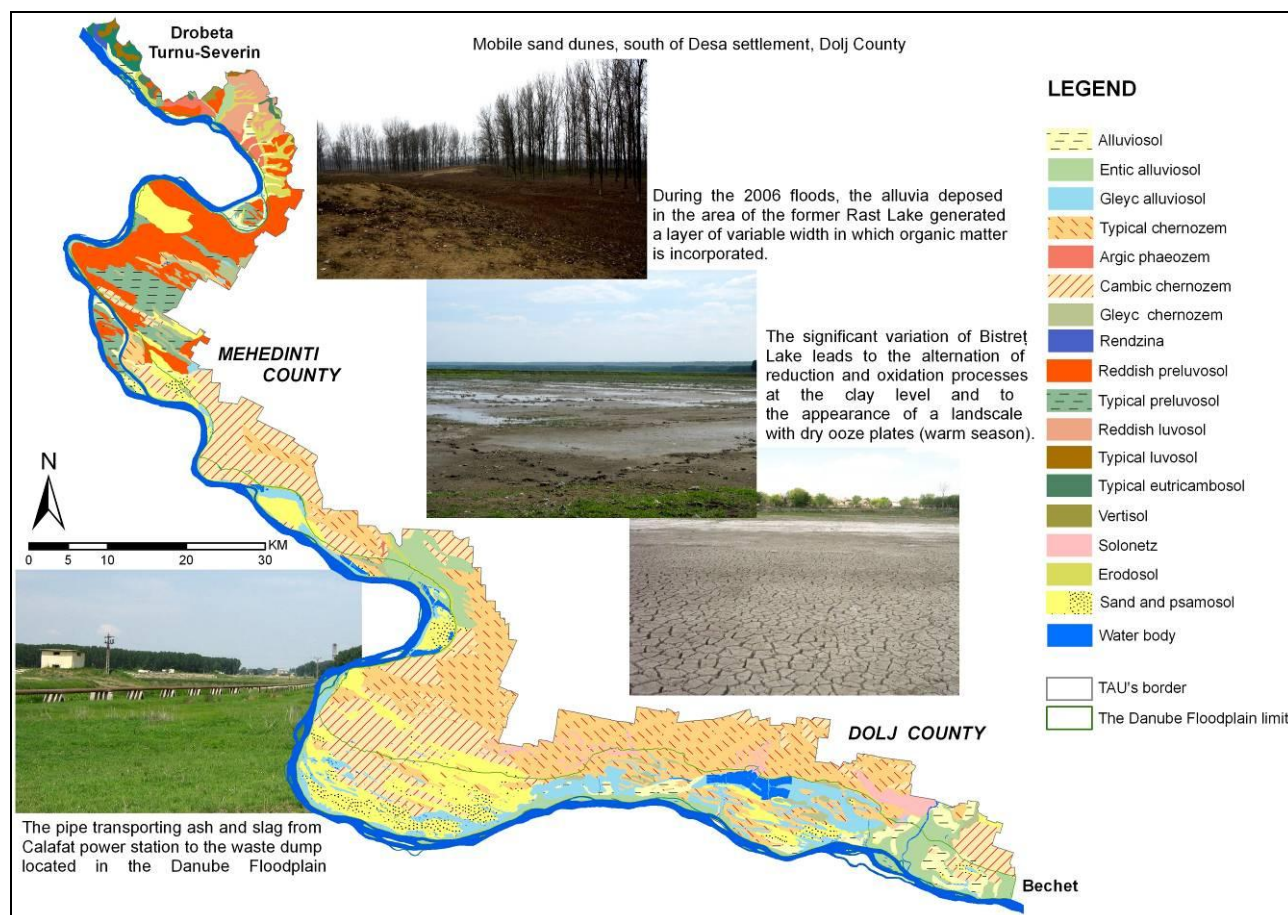 Drobeta
Turnu-Severin
Mobile sand dunes, south of Desa settlement, Dolj County
During the 2006 floods, the alluvia deposed
in the area of the former Rast Lake generated
a layer of variable width in which organic matter
is incorporated.
The significant variation of Bistreț
Lake leads to the alternation of
reduction and oxidation processes
at the clay level and to
the appearance of a landscale
with dry ooze plates (warm season).
MEHEDINTI
COUNTY
N
KM
0 5 10 20 30
DOLJ COUNTY
The pipe transporting ash and slag from
Calafat power station to the waste dump
located in the Danube Floodplain
Bechet
LEGEND
Alluviosol
Entic alluviosol
Gleyc alluviosol
Typical chernozem
Argic phaeozem
Cambic chernozem
Gleyc chernozem
Rendzina
Reddish preluvosol
Typical preluvosol
Reddish luvosol
Typical luvosol
Typical eutricambosol
Vertisol
Solonetz
Erodosol
Sand and psamosol
Water body
TAU's border
The Danube Floodplain limit